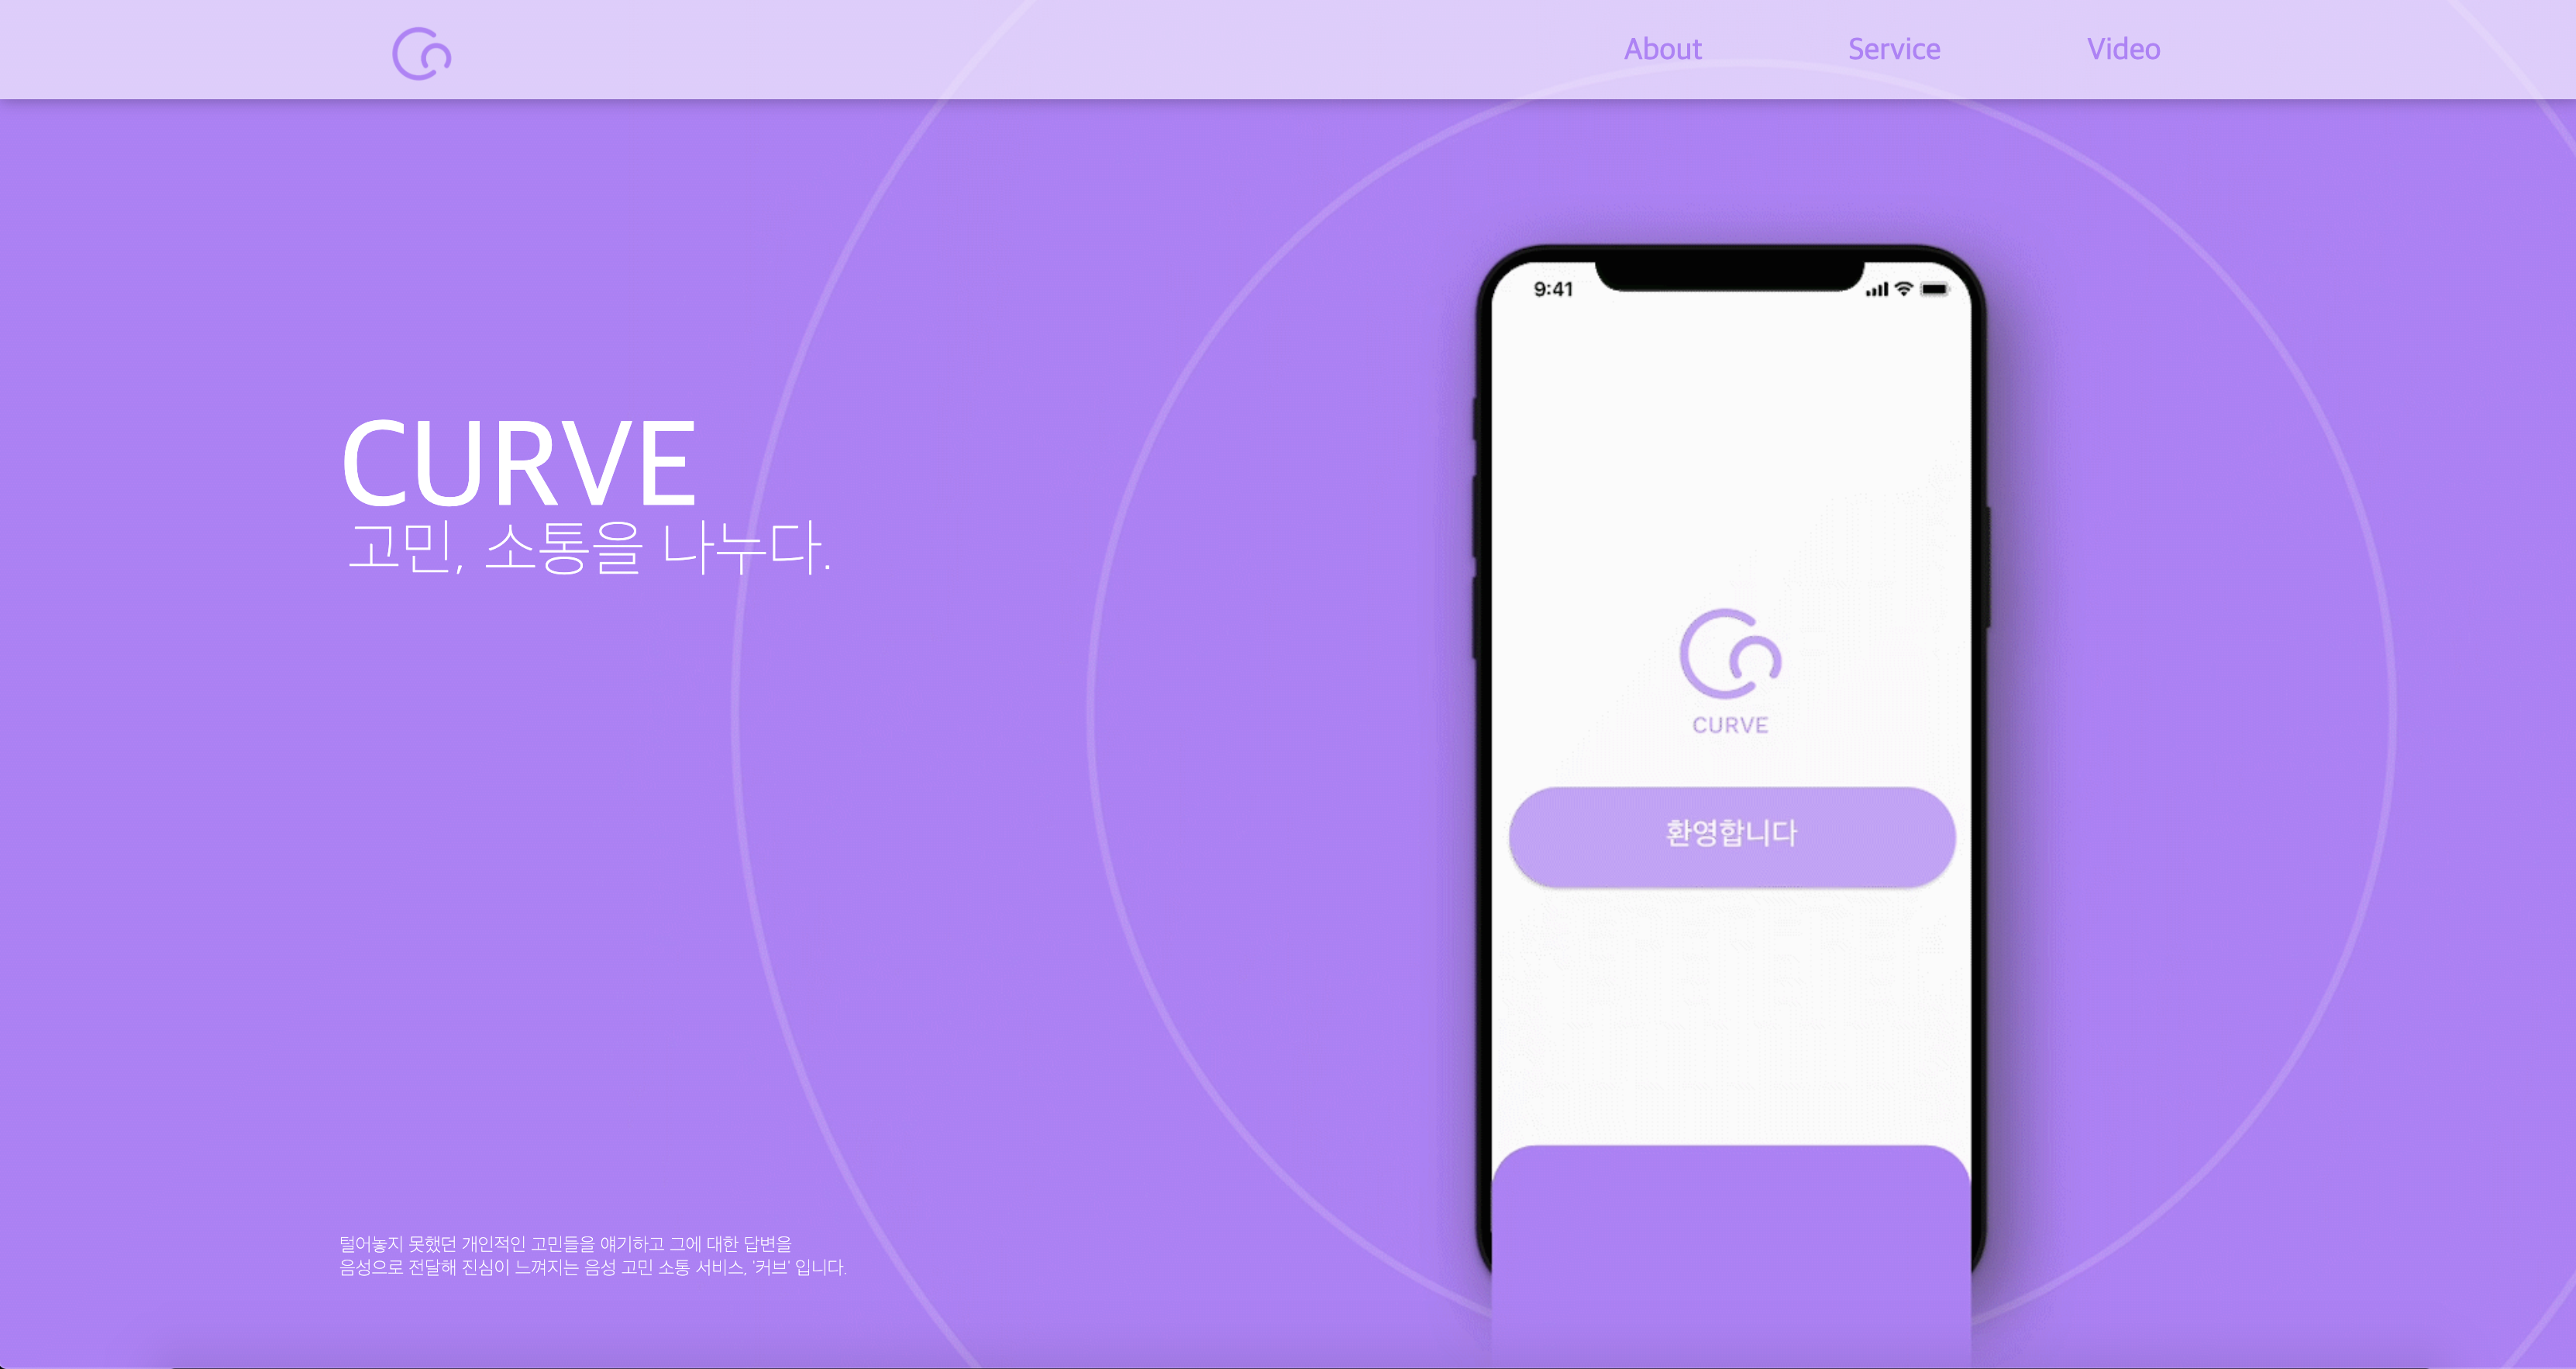 About
Service
Video
CURVE
고민, 소통을 나누다.
9:41
CURVE
환영합니다
털어놓지 못했던 개인적인 고민들을 얘기하고 그에 대한 답변을
음성으로 전달해 진심이 느껴지는 음성 고민 소통 서비스, '커브' 입니다.